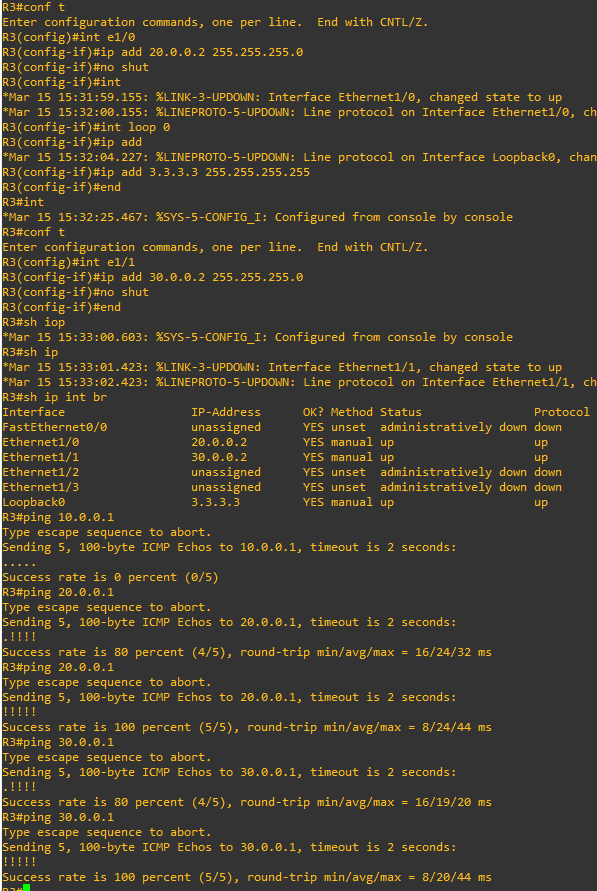 R3#conf t
Enter configuration commands, one per line.  End with CNTL/Z.
R3(config)#int e1/0
R3(config-if)#ip add 20.0.0.2 255.255.255.0
R3(config-if)#no shut
R3(config-if)#int
*Mar 15 15:31:59.155: %LINK-3-UPDOWN: Interface Ethernet1/0, changed state to up
*Mar 15 15:32:00.155: %LINEPROTO-5-UPDOWN: Line protocol on Interface Ethernet1/0, ch
R3(config-if)#int loop 0
R3(config-if)#ip add
*Mar 15 15:32:04.227: %LINEPROTO-5-UPDOWN: Line protocol on Interface Loopback0, chan
R3(config-if)#ip add 3.3.3.3 255.255.255.255
R3(config-if)#end
R3#int
*Mar 15 15:32:25.467: %SYS-5-CONFIG_I: Configured from console by console
R3#conf t
Enter configuration commands, one per line.  End with CNTL/Z.
R3(config)#int e1/1
R3(config-if)#ip add 30.0.0.2 255.255.255.0
R3(config-if)#no shut
R3(config-if)#end
R3#sh iop
*Mar 15 15:33:00.603: %SYS-5-CONFIG_I: Configured from console by console
R3#sh ip
*Mar 15 15:33:01.423: %LINK-3-UPDOWN: Interface Ethernet1/1, changed state to up
*Mar 15 15:33:02.423: %LINEPROTO-5-UPDOWN: Line protocol on Interface Ethernet1/1, ch
R3#sh ip int br
Interface                  IP-Address      OK? Method Status                Protocol
FastEthernet0/0            unassigned      YES unset  administratively down down
Ethernet1/0                20.0.0.2        YES manual up                    up
Ethernet1/1                30.0.0.2        YES manual up                    up
Ethernet1/2                unassigned      YES unset  administratively down down
Ethernet1/3                unassigned      YES unset  administratively down down
Loopback0                  3.3.3.3         YES manual up                    up
R3#ping 10.0.0.1
Type escape sequence to abort.
Sending 5, 100-byte ICMP Echos to 10.0.0.1, timeout is 2 seconds:
.....
Success rate is 0 percent (0/5)
R3#ping 20.0.0.1
Type escape sequence to abort.
Sending 5, 100-byte ICMP Echos to 20.0.0.1, timeout is 2 seconds:
.!!!!
Success rate is 80 percent (4/5), round-trip min/avg/max = 16/24/32 ms
R3#ping 20.0.0.1
Type escape sequence to abort.
Sending 5, 100-byte ICMP Echos to 20.0.0.1, timeout is 2 seconds:
!!!!!
Success rate is 100 percent (5/5), round-trip min/avg/max = 8/24/44 ms
R3#ping 30.0.0.1
Type escape sequence to abort.
Sending 5, 100-byte ICMP Echos to 30.0.0.1, timeout is 2 seconds:
.!!!!
Success rate is 80 percent (4/5), round-trip min/avg/max = 16/19/20 ms
R3#ping 30.0.0.1
Type escape sequence to abort.
Sending 5, 100-byte ICMP Echos to 30.0.0.1, timeout is 2 seconds:
!!!!!
Success rate is 100 percent (5/5), round-trip min/avg/max = 8/20/44 ms
R3#